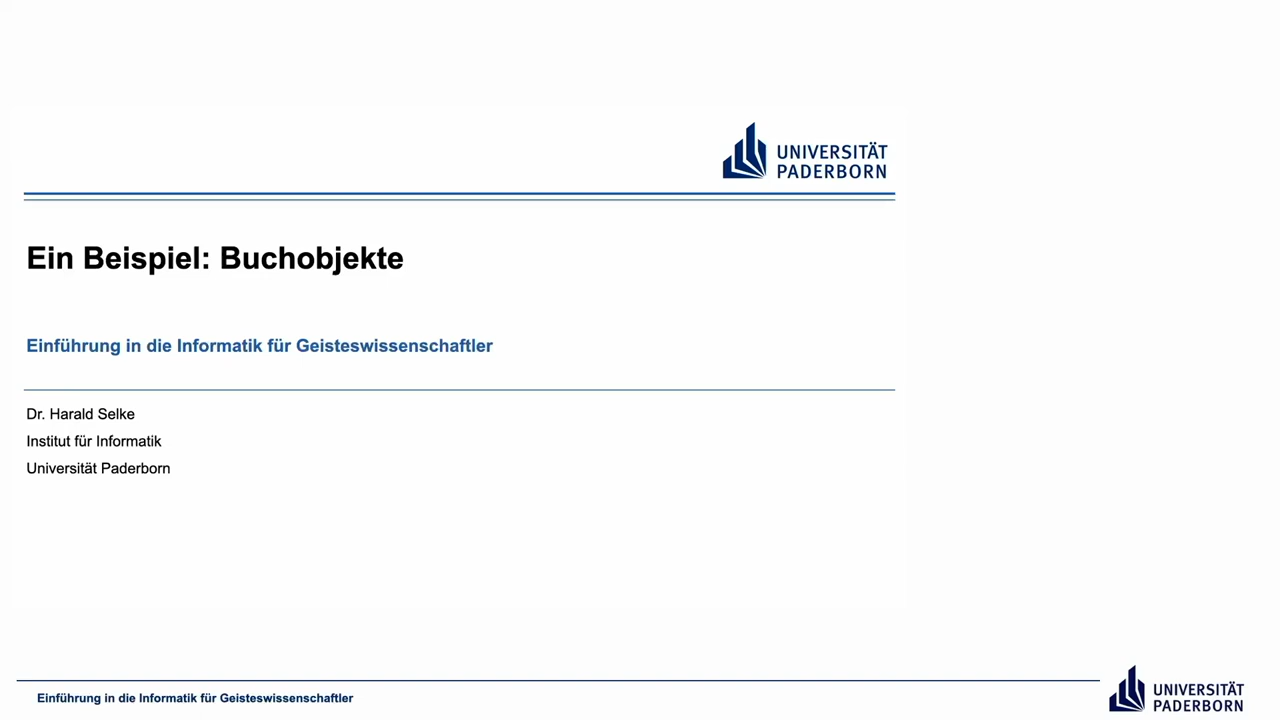 UNIVERSITÄT
PADERBORN
Ein Beispiel: Buchobjekte
Einführung in die Informatik für Geisteswissenschaftler
Dr. Harald Selke
Institut für Informatik
Universität Paderborn
Einführung in die Informatik für Geisteswissenschaftler
UNIVERSITÄT
PADERBORN